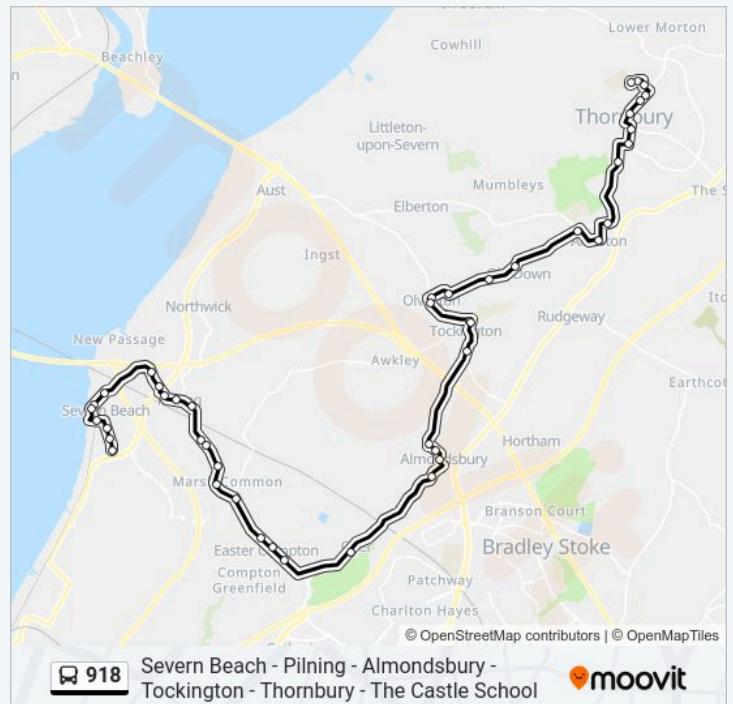 Lower Morton
Cowhill
Beachley
Thornbury
Littleton-
upon-Severn
Mumbleys
The S
Aust
Elberton
Ingst
Down
Northwick
Tockington
Rudgeway
New Passage
Awkley
Earthcot
Severn Beach
Hortham
Almondsbury
Marsh Common
Branson Court
Easter Compton
Bradley Stoke
Compton
Greenfield
Patchway
Charlton Hayes
© OpenStreetMap contributors | © OpenMapTiles
918
Severn Beach - Pilning - Almondsbury -
Tockington - Thornbury - The Castle School
moovit